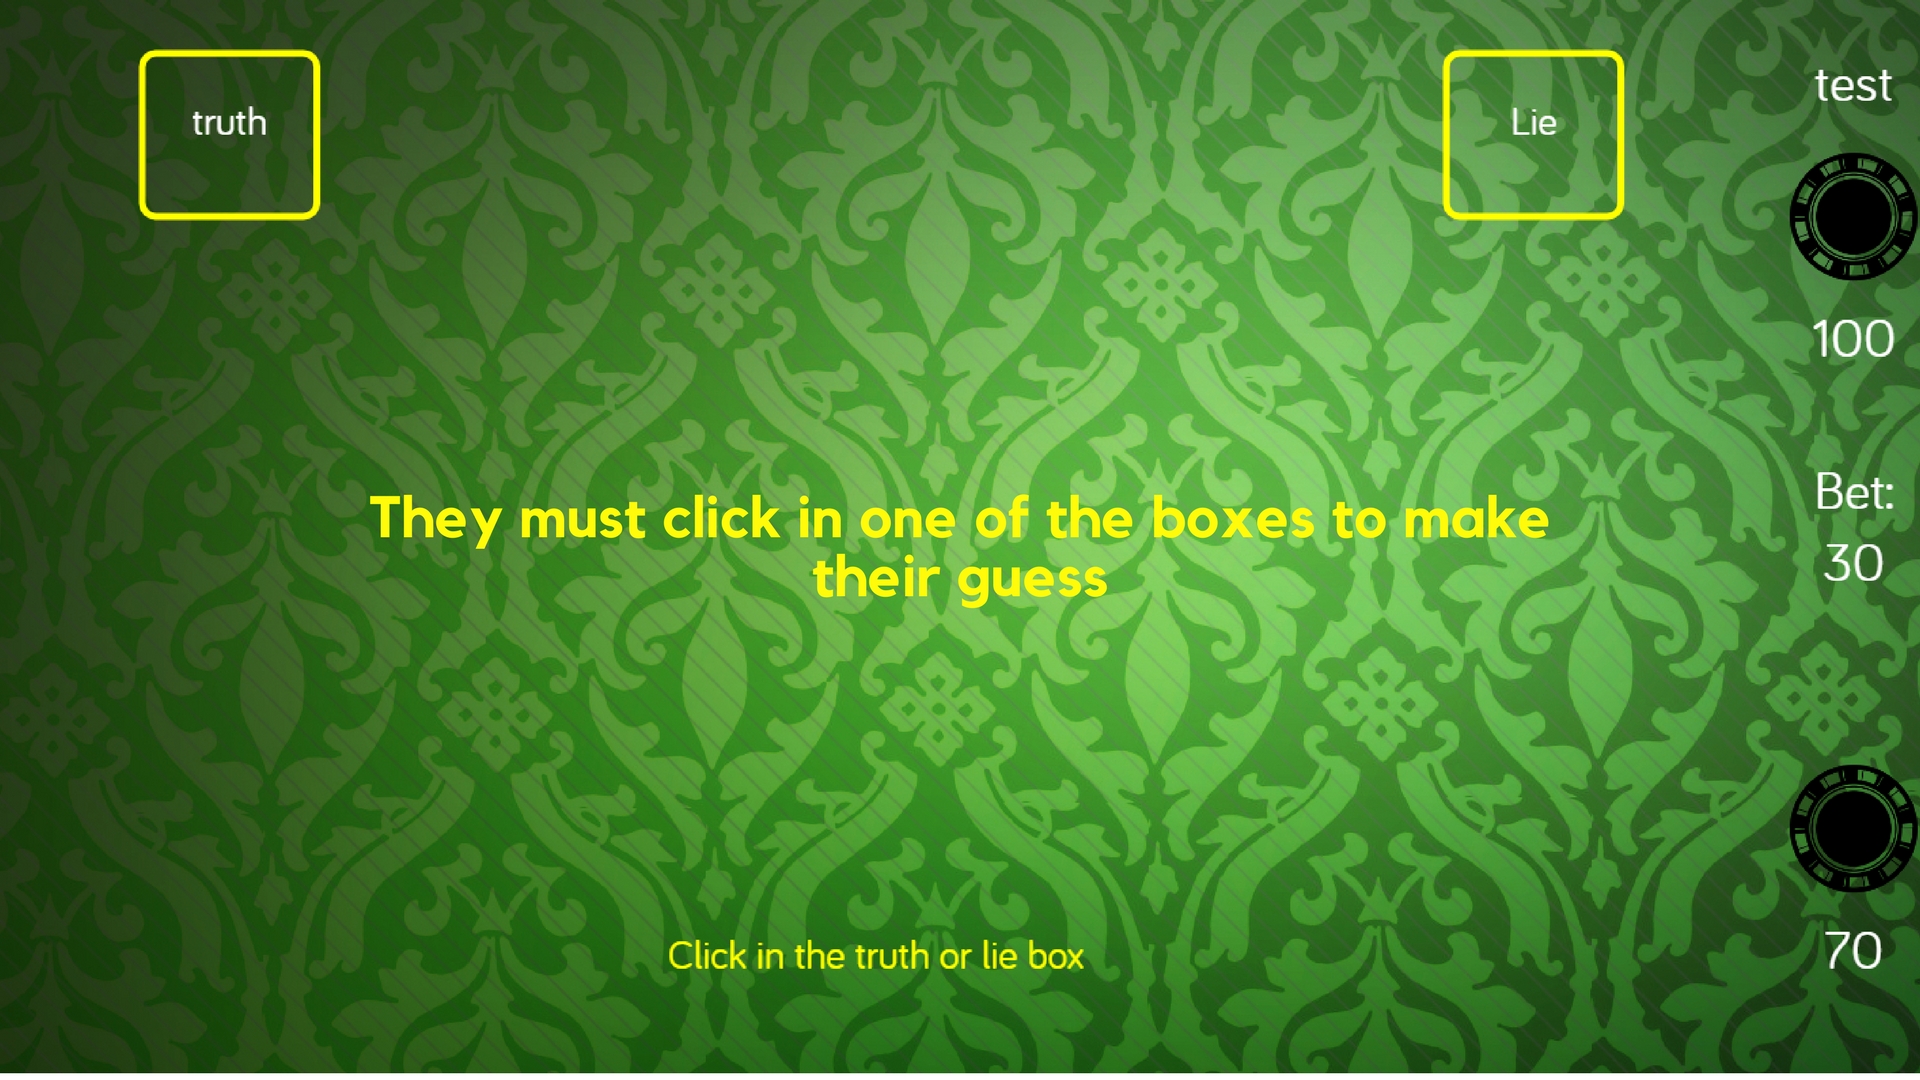 truth
Lie
test
100
Bet:
30
They must click in one of the boxes to make
their guess
Click in the truth or lie box
70